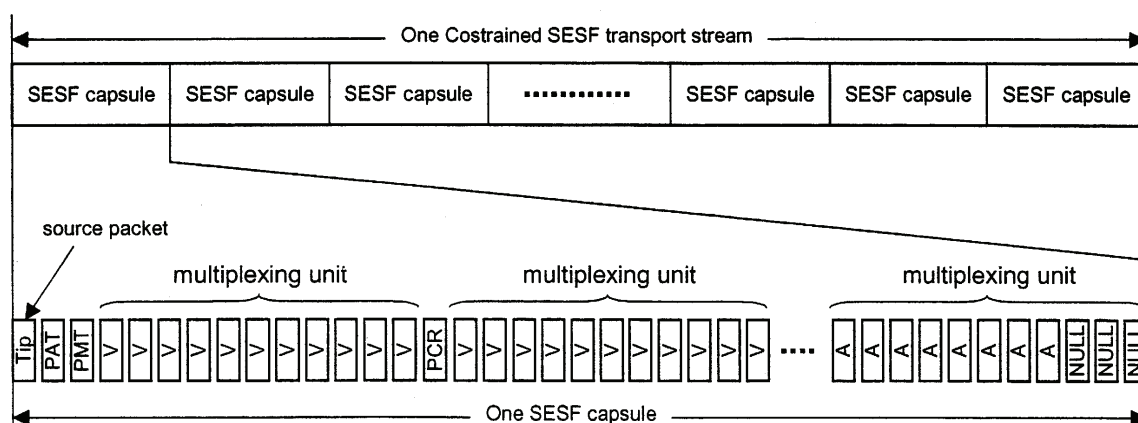 One Costrained SESF transport stream
SESF capsule SESF capsule SESF capsule ............. SESF capsule SESF capsule SESF capsule
source packet
multiplexing unit multiplexing unit multiplexing unit
Tip PAT PMT V V V V V V V V V V V PCR V V V V V V V V V V V .... A A A A A A A A NULL NULL NULL
One SESF capsule